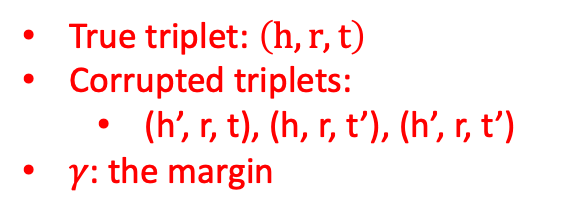 • True triplet: (h, r, t)
• Corrupted triplets:
• (h’, r, t), (h, r, t’), (h’, r, t’)
• γ: the margin